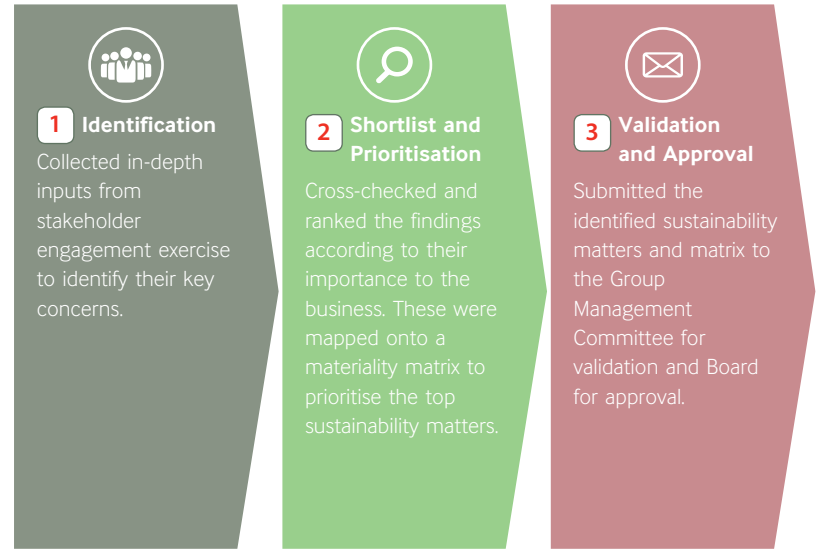 1 Identification
Collected in-depth
inputs from
stakeholder
engagement exercise
to identify their key
concerns.
2 Shortlist and
Prioritisation
Cross-checked and
ranked the findings
according to their
importance to the
business. These were
mapped onto a
materiality matrix to
prioritise the top
sustainability matters.
3 Validation
and Approval
Submitted the
identified sustainability
matters and matrix to
the Group
Management
Committee for
validation and Board
for approval.